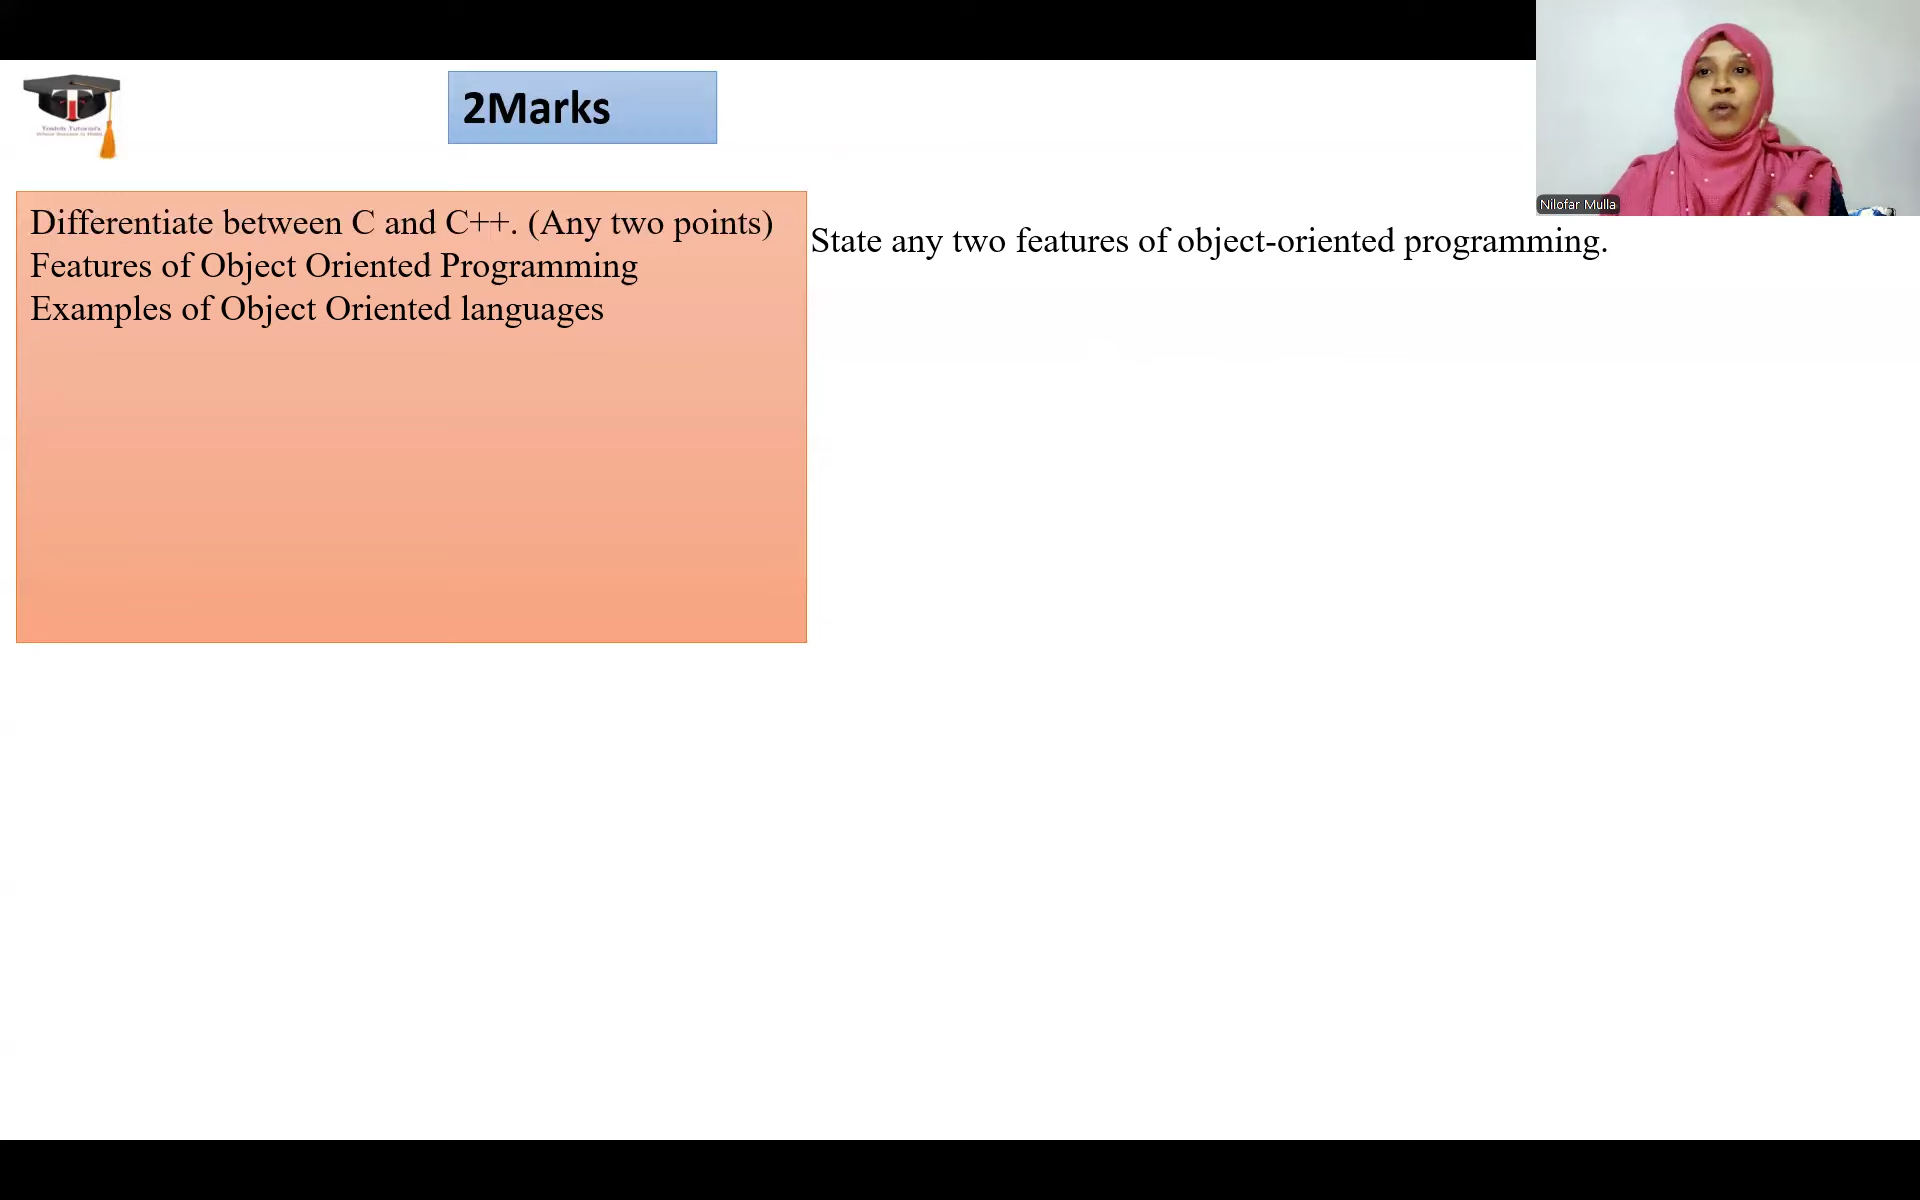 2Marks
Differentiate between C and C++. (Any two points)
Features of Object Oriented Programming
Examples of Object Oriented languages
State any two features of object-oriented programming.
Nilofar Mulla